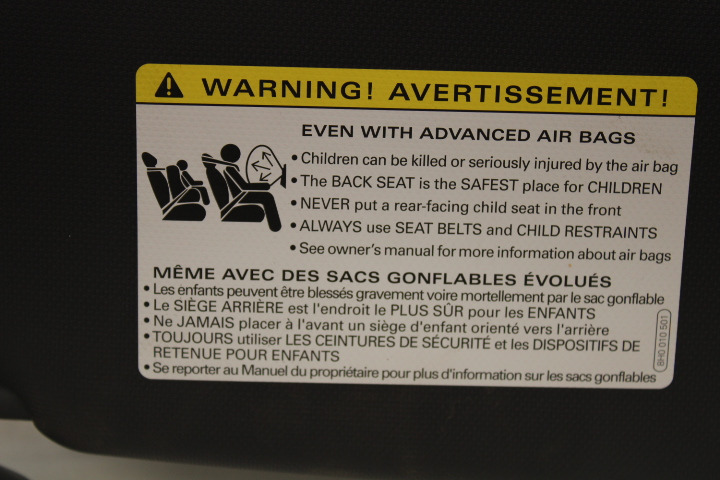 WARNING! AVERTISSEMENT!
EVEN WITH ADVANCED AIR BAGS
• Children can be killed or seriously injured by the air bag
• The BACK SEAT is the SAFEST place for CHILDREN
• NEVER put a rear-facing child seat in the front
• ALWAYS use SEAT BELTS and CHILD RESTRAINTS
• See owner's manual for more information about air bags
MÊME AVEC DES SACS GONFLABLES ÉVOLUÉS
• Les enfants peuvent être blessés gravement voire mortellement par le sac gonflable
• Le SIÈGE ARRIÈRE est l'endroit le PLUS SÛR pour les ENFANTS
• Ne JAMAIS placer à l'avant un siège d'enfant orienté vers l'arrière
• TOUJOURS utiliser LES CEINTURES DE SÉCURITÉ et les DISPOSITIFS DE
RETENUE POUR ENFANTS
• Se reporter au Manuel du propriétaire pour plus d'information sur les sacs gonflables
8H0 010 501